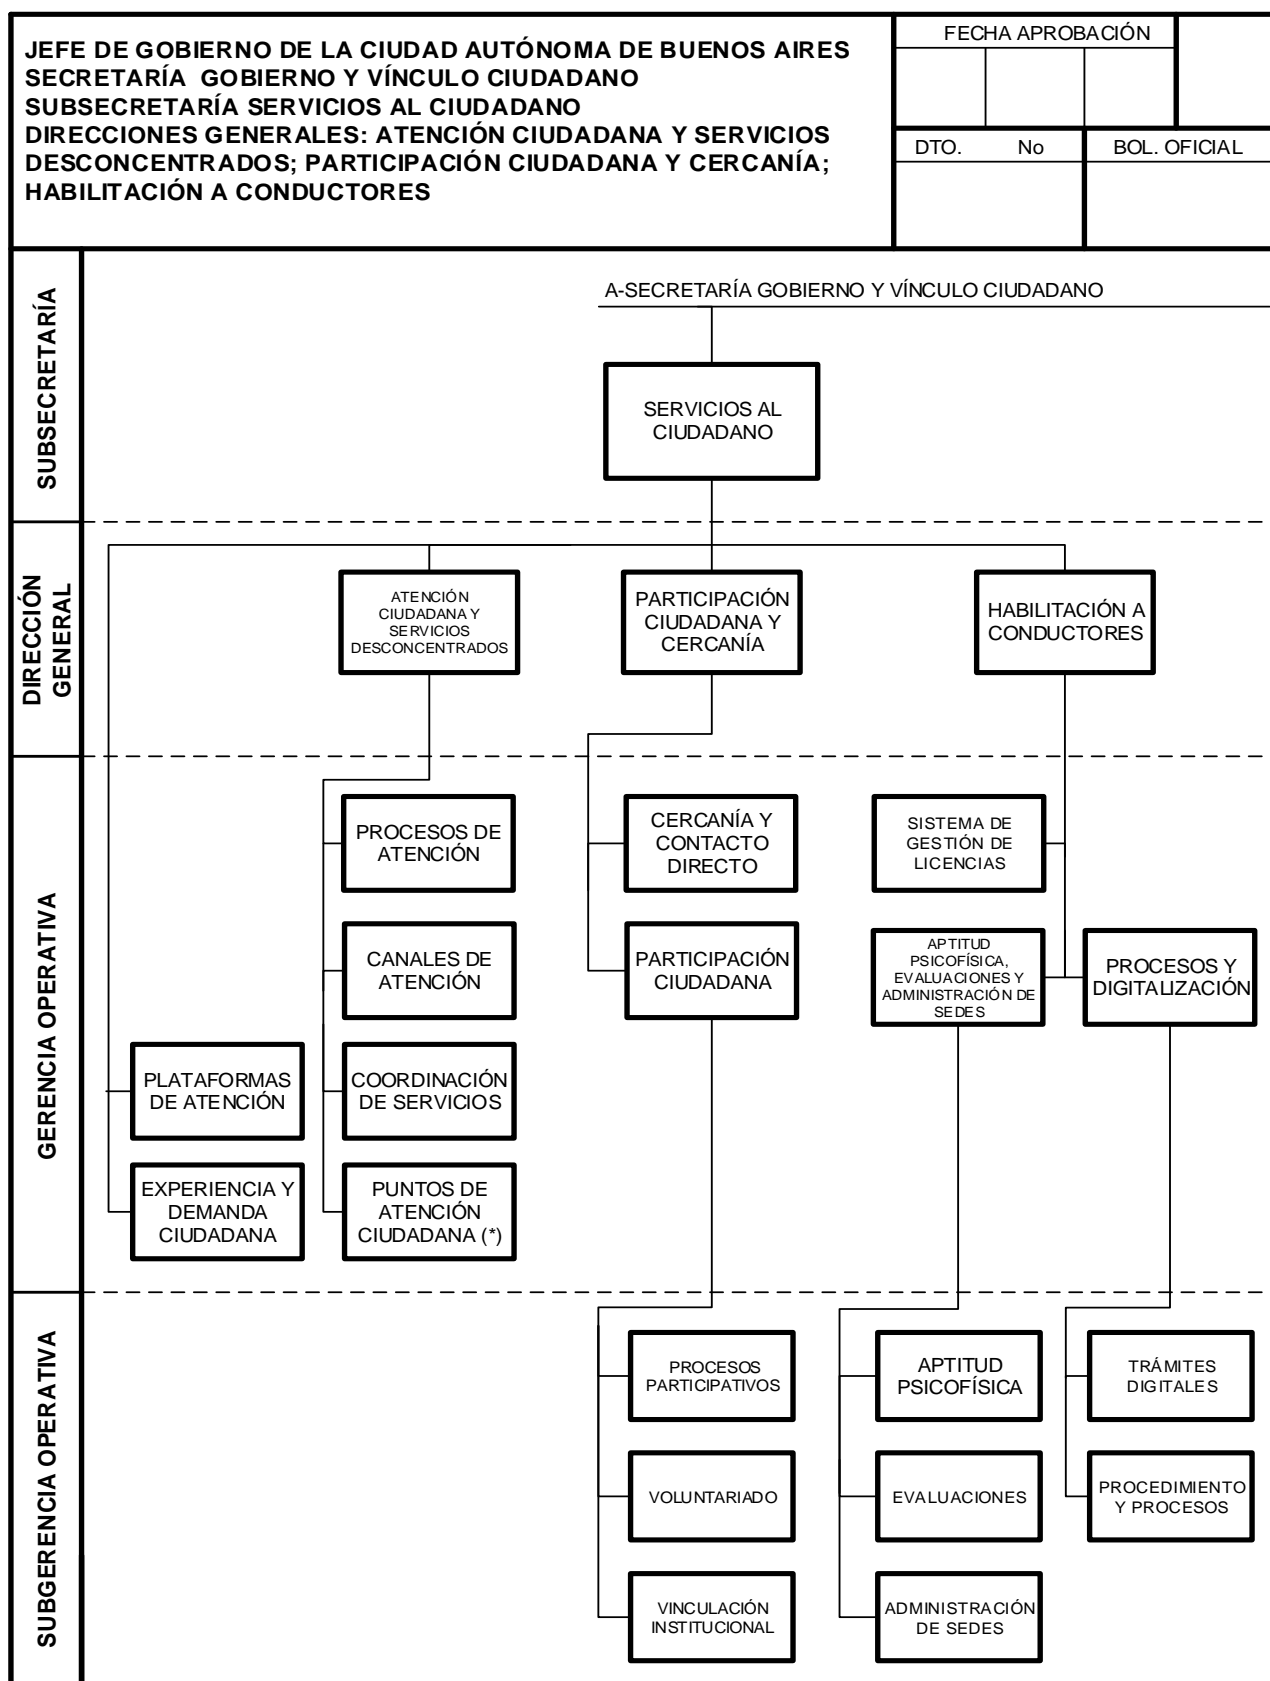 JEFE DE GOBIERNO DE LA CIUDAD AUTÓNOMA DE BUENOS AIRES
SECRETARÍA GOBIERNO Y VÍNCULO CIUDADANO
SUBSECRETARÍA SERVICIOS AL CIUDADANO
DIRECCIONES GENERALES: ATENCIÓN CIUDADANA Y SERVICIOS
DESCONCENTRADOS; PARTICIPACIÓN CIUDADANA Y CERCANÍA;
HABILITACIÓN A CONDUCTORES
FECHA APROBACIÓN
DTO. No
BOL. OFICIAL
SUBSECRETARÍA
A-SECRETARÍA GOBIERNO Y VÍNCULO CIUDADANO
SERVICIOS AL
CIUDADANO
DIRECCIÓN
GENERAL
ATENCIÓN
CIUDADANA Y
SERVICIOS
DESCONCENTRADOS
PARTICIPACIÓN
CIUDADANA Y
CERCANÍA
HABILITACIÓN A
CONDUCTORES
GERENCIA OPERATIVA
PROCESOS DE
ATENCIÓN
CERCANÍA Y
CONTACTO
DIRECTO
SISTEMA DE
GESTIÓN DE
LICENCIAS
CANALES DE
ATENCIÓN
PARTICIPACIÓN
CIUDADANA
APTITUD
PSICOFÍSICA,
EVALUACIONES Y
ADMINISTRACIÓN DE
SEDES
PROCESOS Y
DIGITALIZACIÓN
PLATAFORMAS
DE ATENCIÓN
COORDINACIÓN
DE SERVICIOS
EXPERIENCIA Y
DEMANDA
CIUDADANA
PUNTOS DE
ATENCIÓN
CIUDADANA (*)
SUBGERENCIA OPERATIVA
PROCESOS
PARTICIPATIVOS
APTITUD
PSICOFÍSICA
TRÁMITES
DIGITALES
VOLUNTARIADO
EVALUACIONES
PROCEDIMIENTO
Y PROCESOS
VINCULACIÓN
INSTITUCIONAL
ADMINISTRACIÓN
DE SEDES